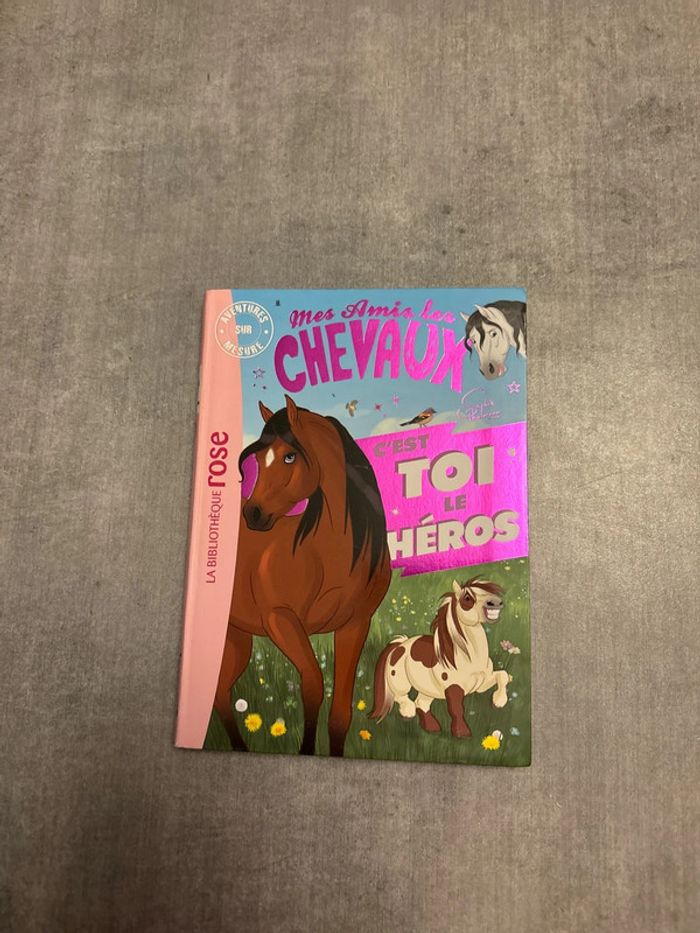 AVENTURES
SUR
MESURE
Mes Amis les
CHEVAUX
C'EST
TOI
LE
HÉROS
LA BIBLIOTHÈQUE rose